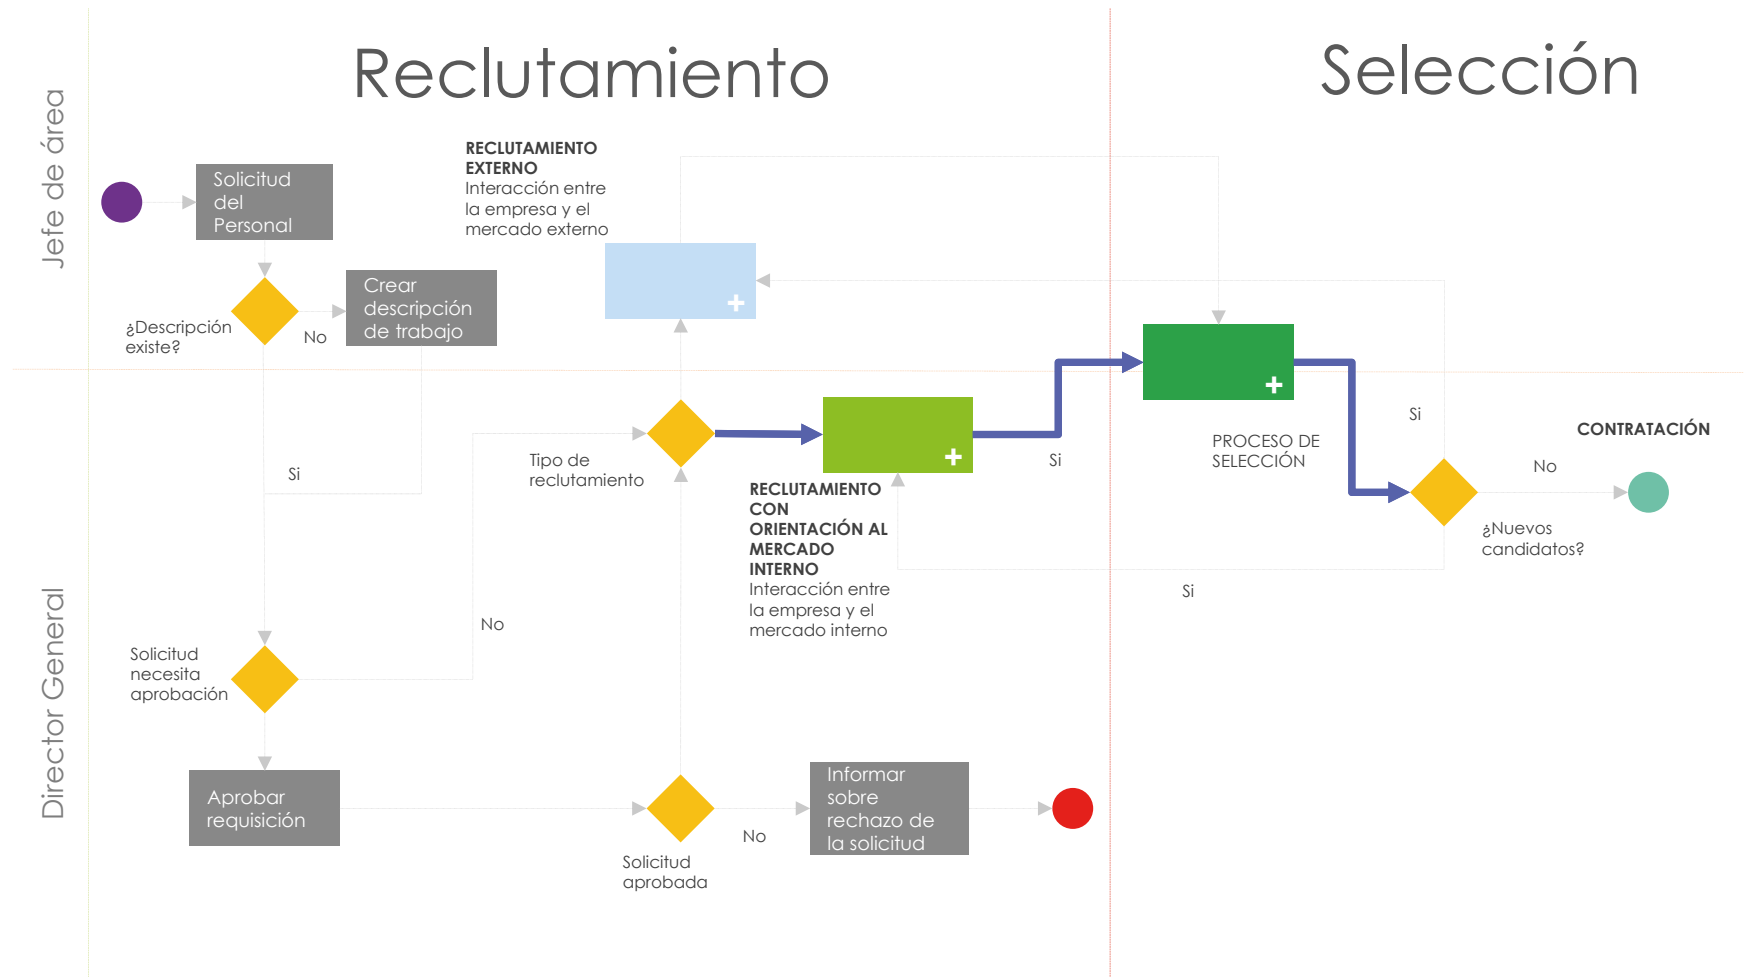 Reclutamiento
Selección
Jefe de área
Solicitud
del
Personal
RECLUTAMIENTO
EXTERNO
Interacción entre
la empresa y el
mercado externo
¿Descripción
existe?
No
Crear
descripción
de trabajo
Si
Tipo de
reclutamiento
RECLUTAMIENTO
CON
ORIENTACIÓN AL
MERCADO
INTERNO
Interacción entre
la empresa y el
mercado interno
Si
PROCESO DE
SELECCIÓN
Si
CONTRATACIÓN
No
¿Nuevos
candidatos?
Si
Director General
Solicitud
necesita
aprobación
No
Aprobar
requisición
Solicitud
aprobada
No
Informar
sobre
rechazo de
la solicitud